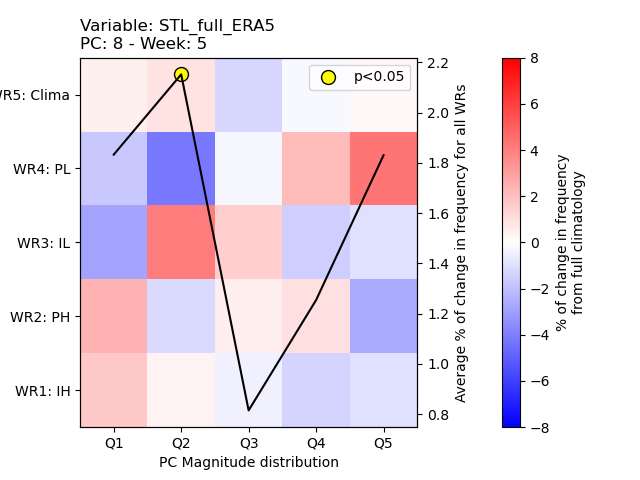 Variable: STL_full_ERA5
PC: 8 - Week: 5
p<0.05
WR5: Clima
WR4: PL
WR3: IL
WR2: PH
WR1: IH
Q1 Q2 Q3 Q4 Q5
PC Magnitude distribution
2.2
2.0
1.8
1.6
1.4
1.2
1.0
0.8
Average % of change in frequency for all WRs
8
6
4
2
0
−2
−4
−6
−8
% of change in frequency
from full climatology